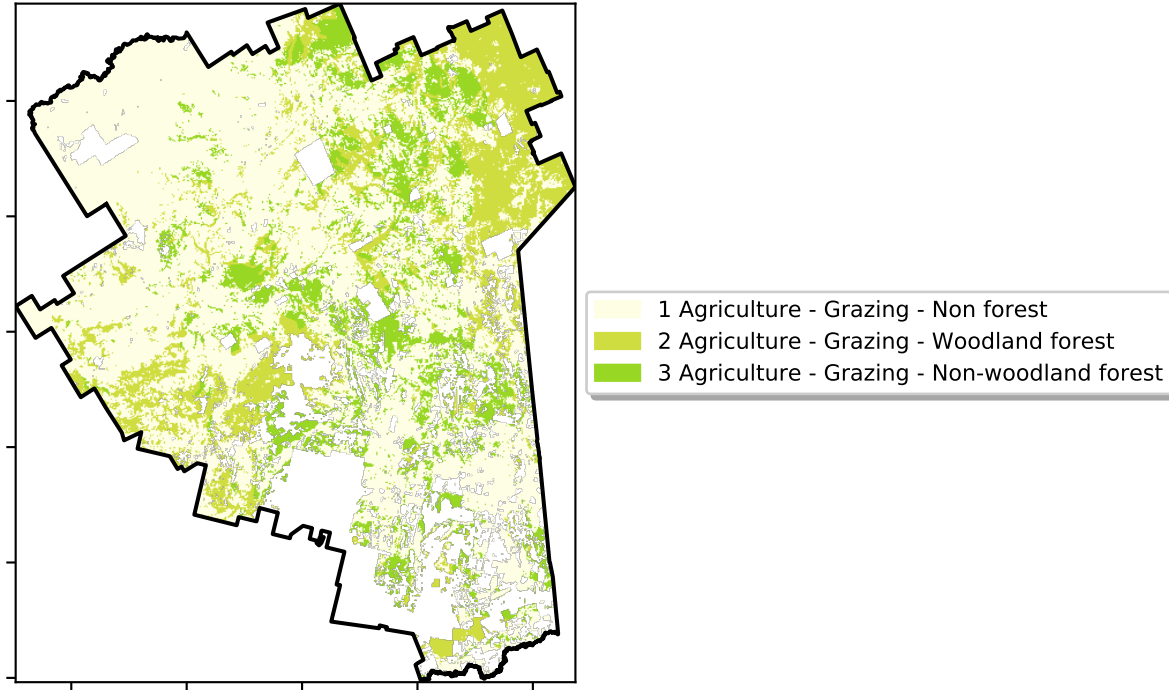 1 Agriculture - Grazing - Non forest
2 Agriculture - Grazing - Woodland forest
3 Agriculture - Grazing - Non-woodland forest